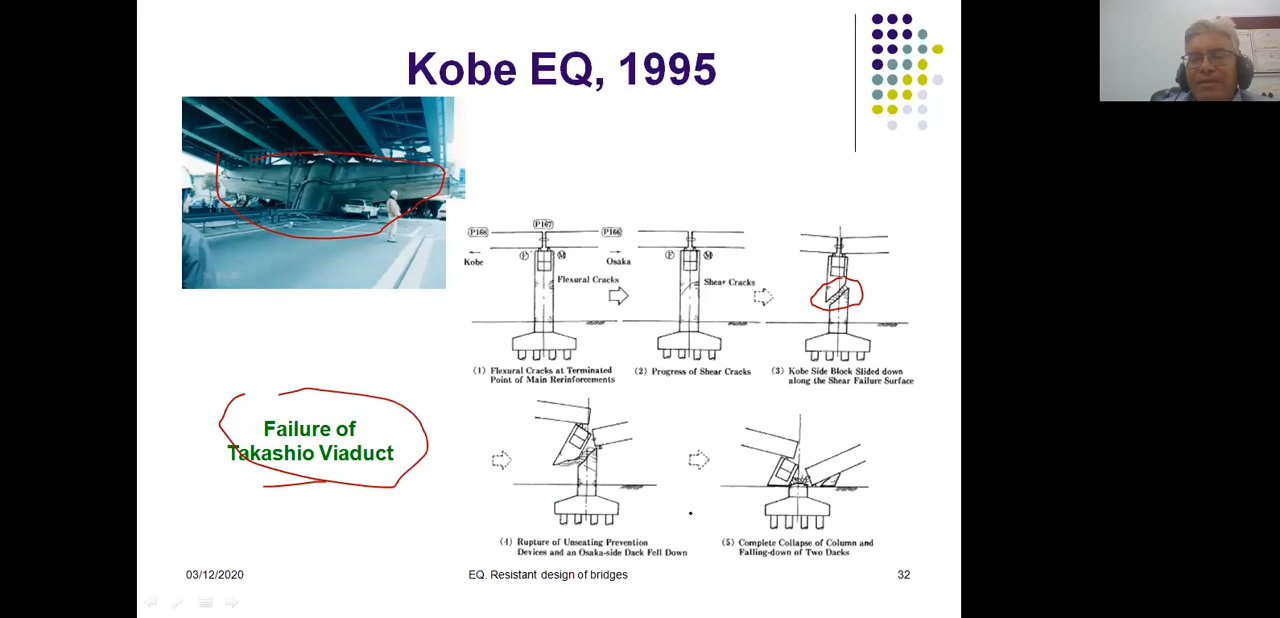 Kobe EQ, 1995
P168
P167
P166
Kobe
P
M
Osaka
Flexural Cracks
P
M
Shear Cracks
(1) Flexural Cracks at Terminated
Point of Main Rerinforcements
(2) Progress of Shear Cracks
(3) Kobe Side Block Slided down
along the Shear Failure Surface
Failure of
Takashio Viaduct
(4) Rupture of Unseating Prevention
Devices and an Osaka-side Dack Fell Down
(5) Complete Collapse of Column and
Falling-down of Two Dacks
03/12/2020
EQ. Resistant design of bridges
32